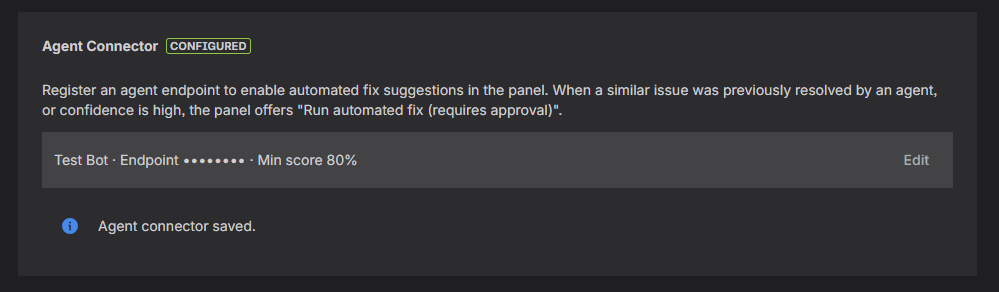 Agent Connector CONFIGURED
Register an agent endpoint to enable automated fix suggestions in the panel. When a similar issue was previously resolved by an agent,
or confidence is high, the panel offers "Run automated fix (requires approval)".
Test Bot · Endpoint •••••••• · Min score 80% Edit
Agent connector saved.